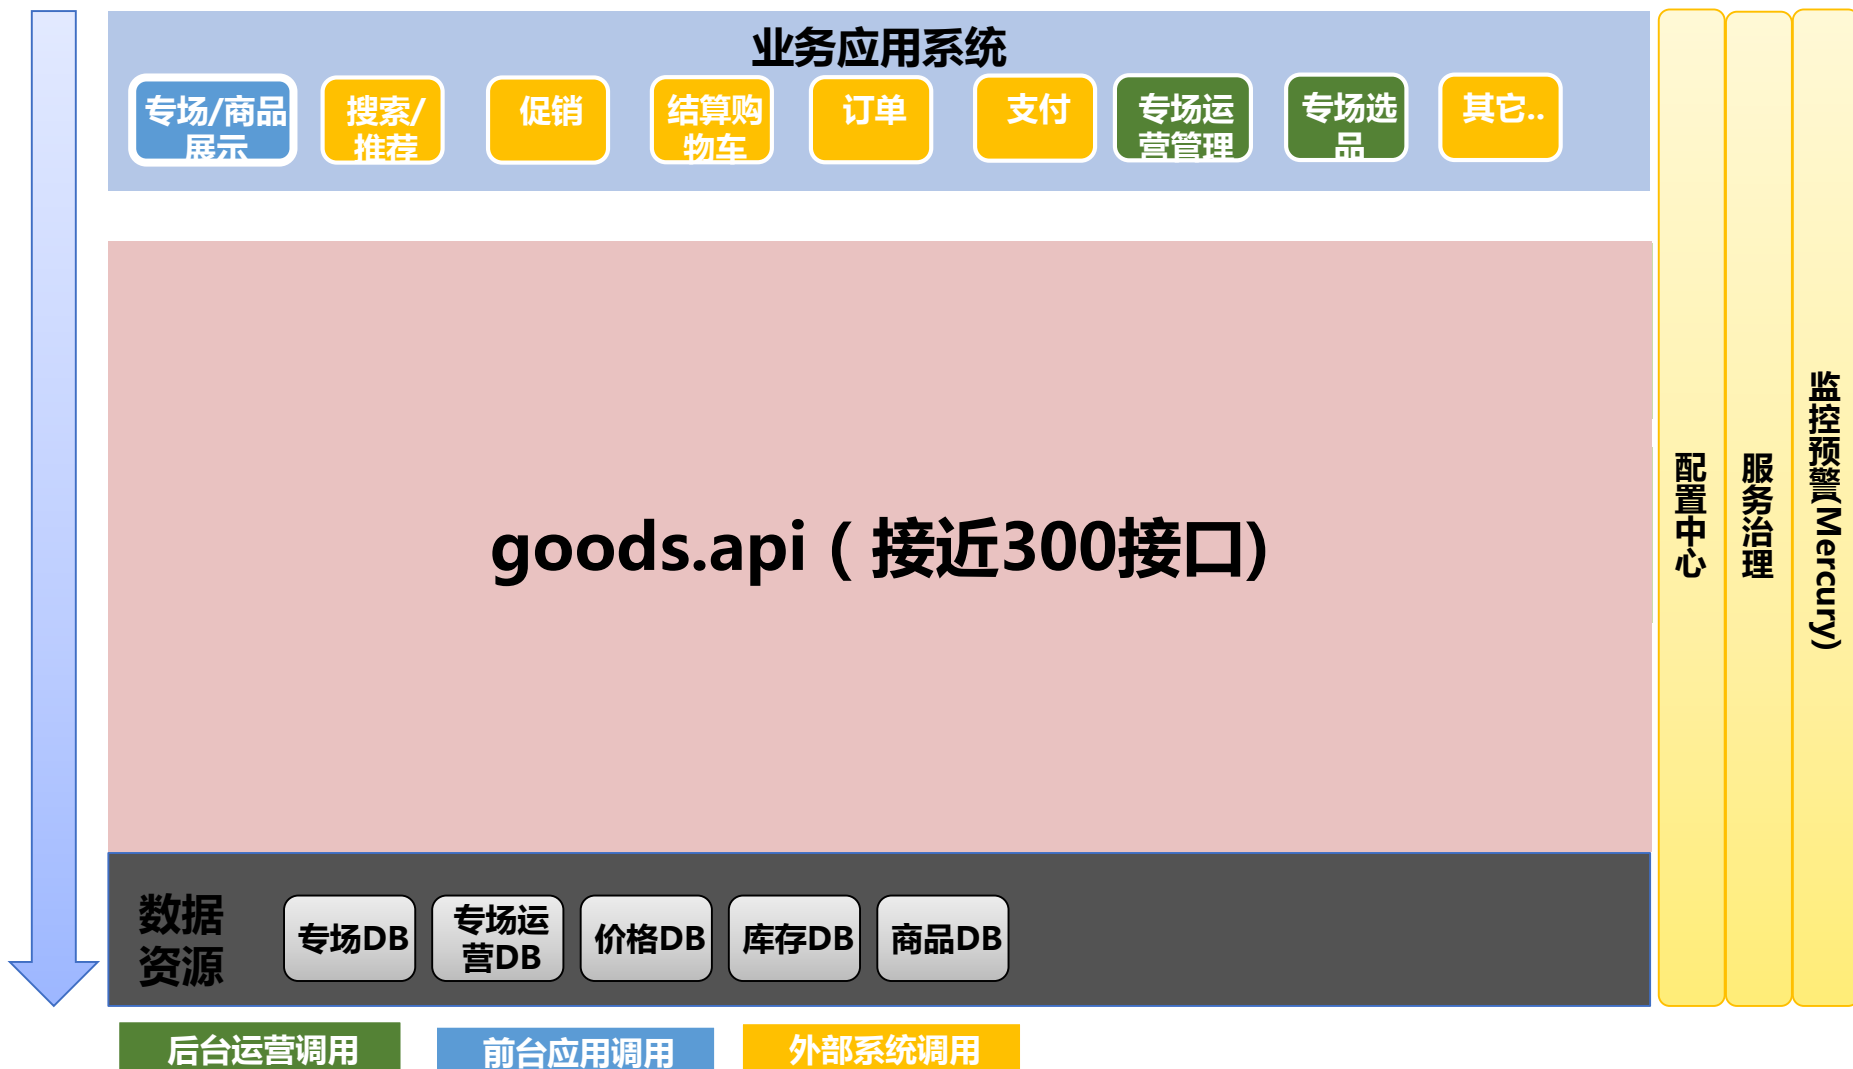 业务应用系统
专场/商品
展示
搜索/
推荐
促销
结算购
物车
订单
支付
专场运
营管理
专场选
品
其它..
goods.api（接近300接口)
数据
资源
专场DB
专场运
营DB
价格DB
库存DB
商品DB
配置中心
服务治理
监控预警(Mercury)
后台运营调用
前台应用调用
外部系统调用